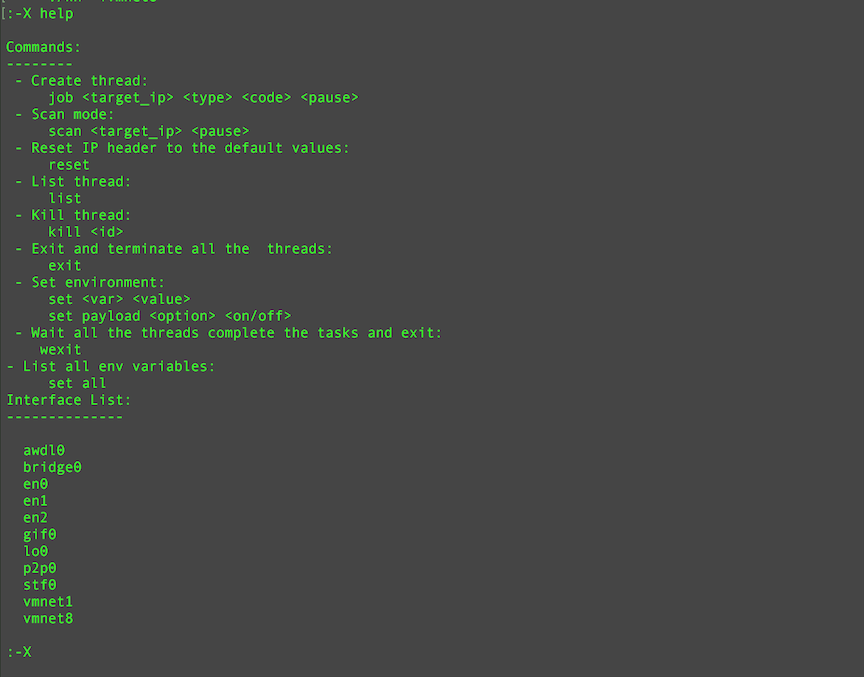 [:-X help
Commands:
--------
- Create thread:
job <target_ip> <type> <code> <pause>
- Scan mode:
scan <target_ip> <pause>
- Reset IP header to the default values:
reset
- List thread:
list
- Kill thread:
kill <id>
- Exit and terminate all the  threads:
exit
- Set environment:
set <var> <value>
set payload <option> <on/off>
- Wait all the threads complete the tasks and exit:
wexit
- List all env variables:
set all
Interface List:
--------------
awdl0
bridge0
en0
en1
en2
gif0
lo0
p2p0
stf0
vmnet1
vmnet8
:-X